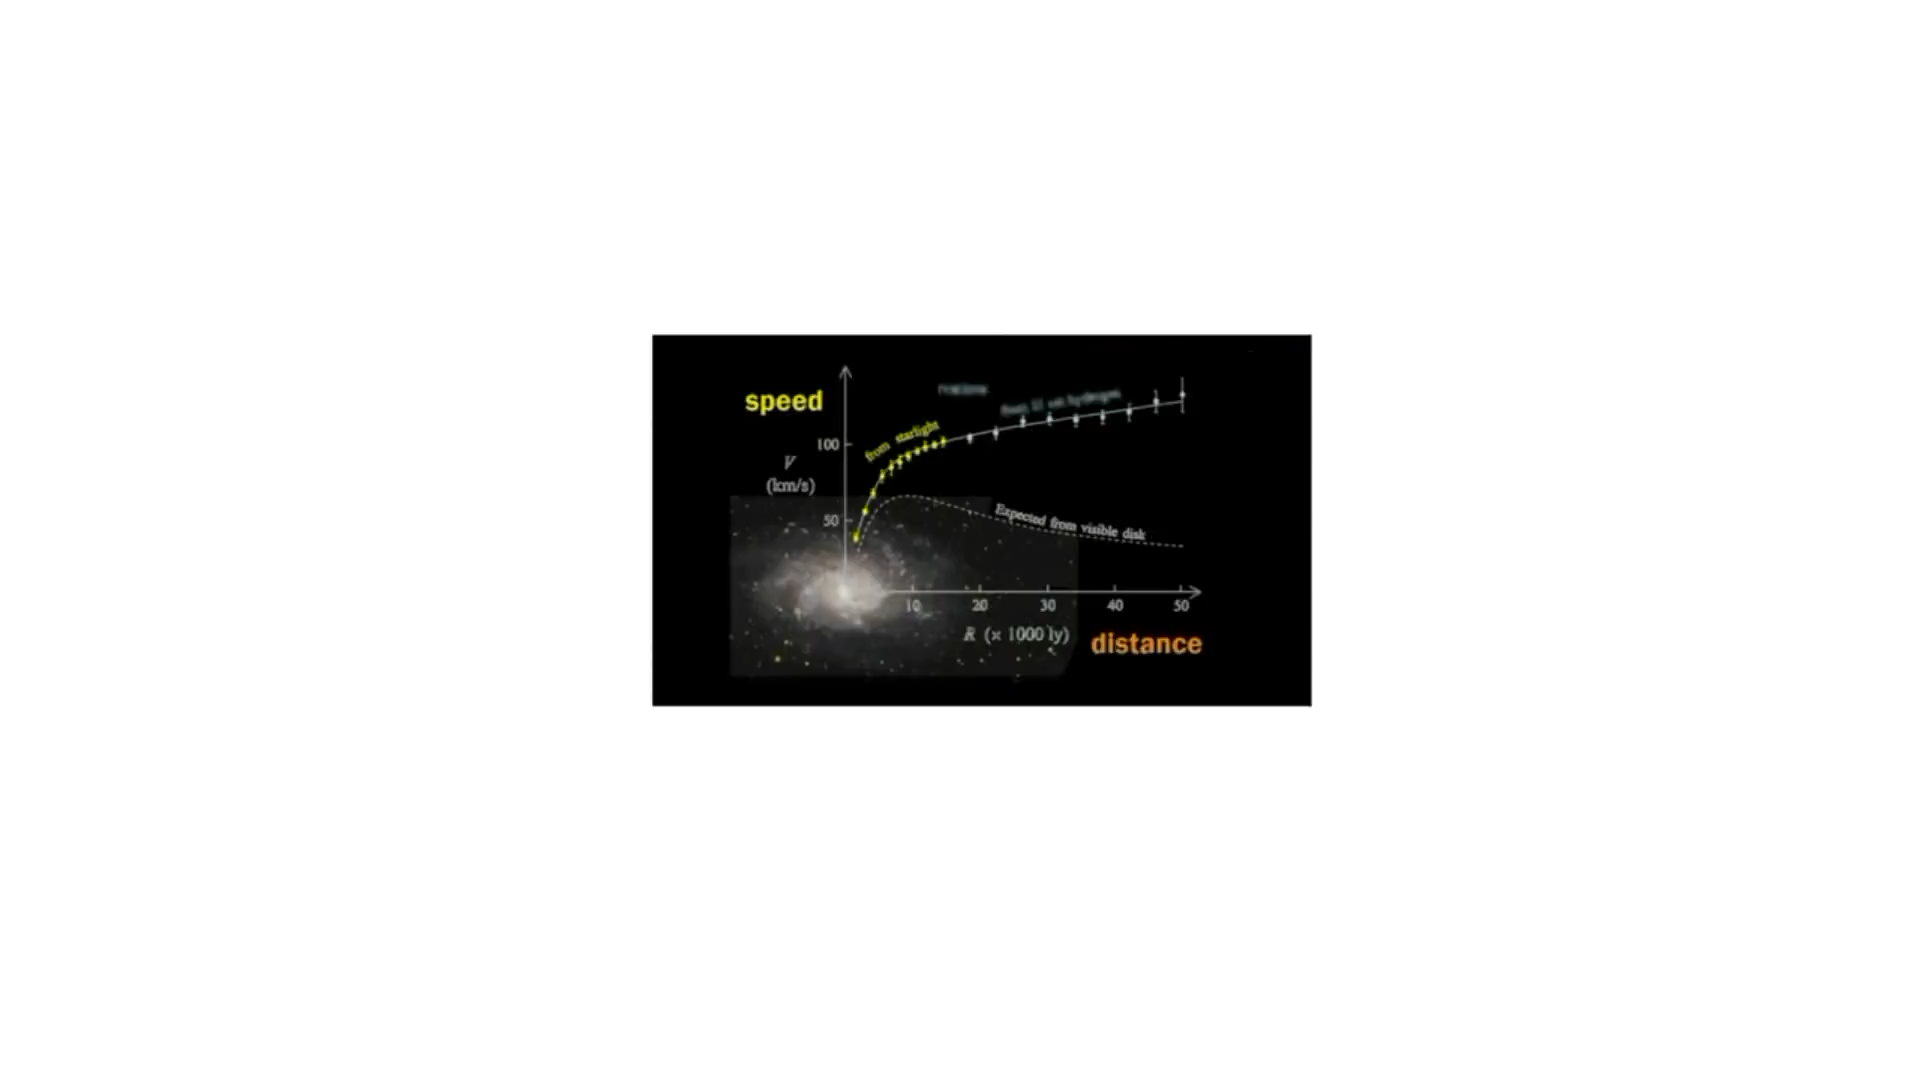 speed
from starlight
100
V
(km/s)
50
Expected from visible disk
10 20 30 40 50
R (x 1000 ly)
distance